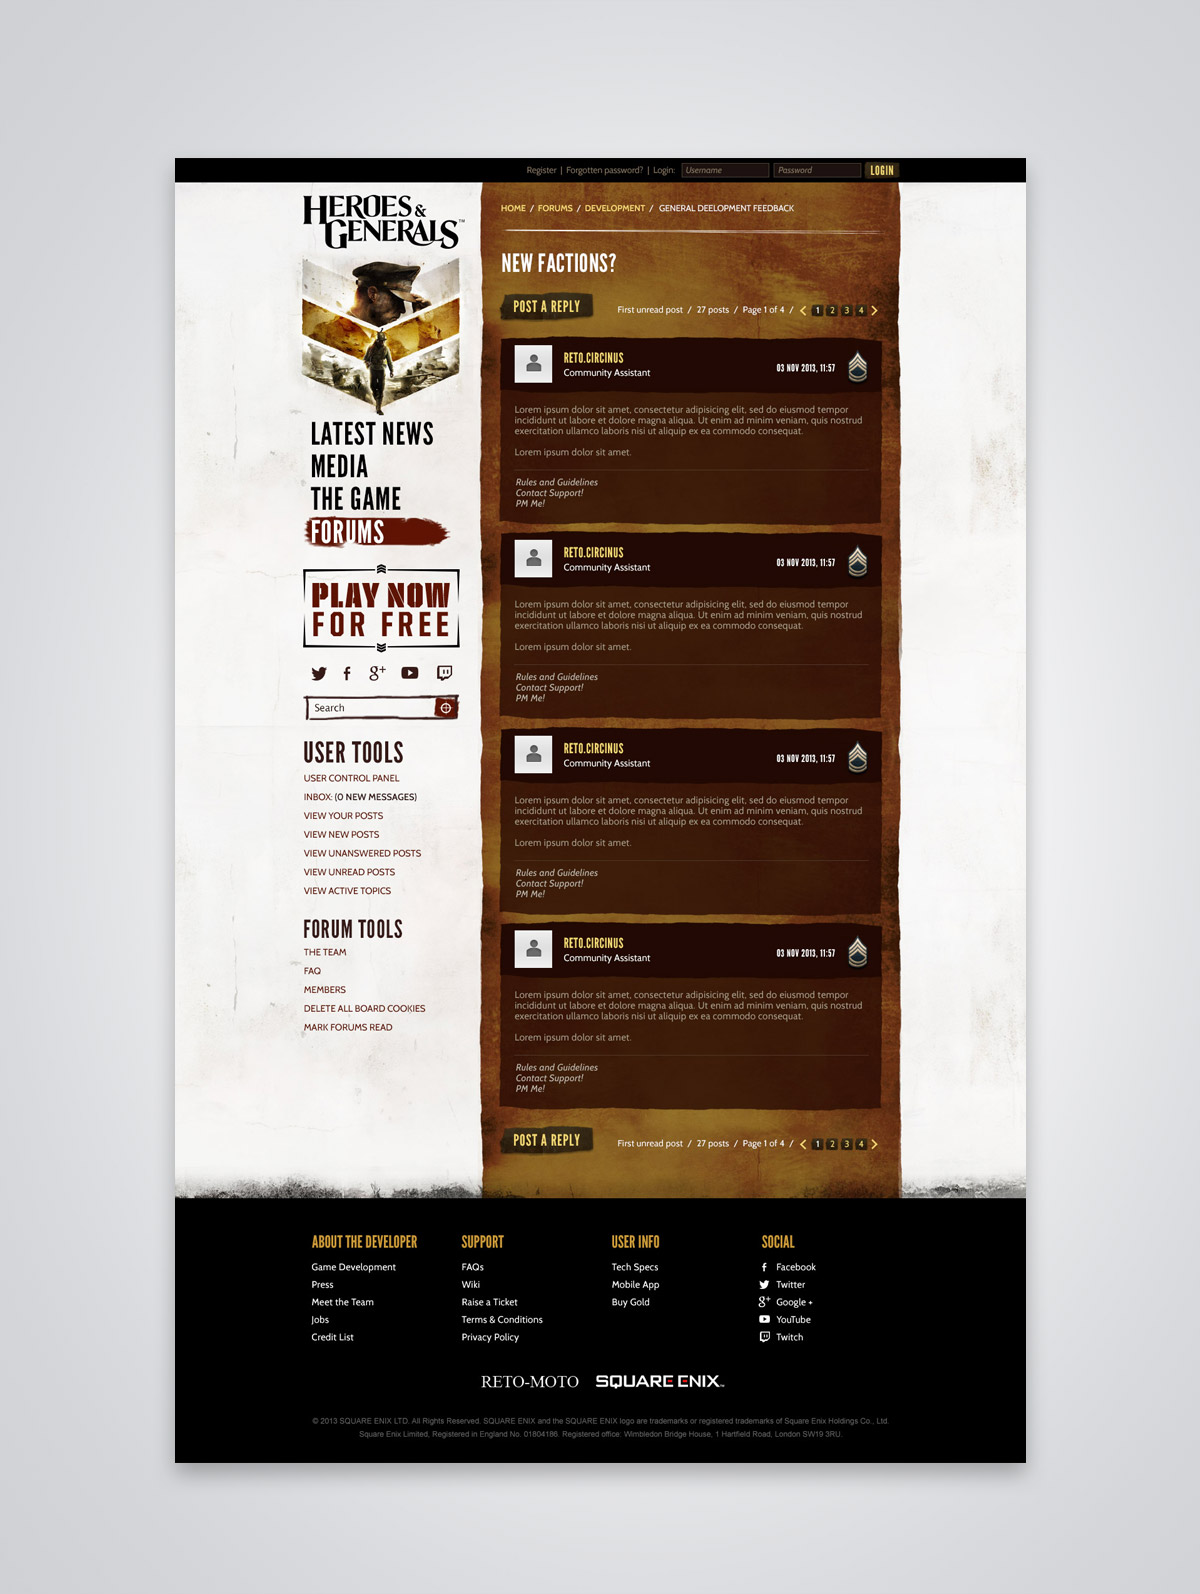 Register | Forgotten password? | Login: Username Password LOGIN
HEROES &
GENERALS™
LATEST NEWS
MEDIA
THE GAME
FORUMS
PLAY NOW
FOR FREE
Search
USER TOOLS
USER CONTROL PANEL
INBOX: (0 NEW MESSAGES)
VIEW YOUR POSTS
VIEW NEW POSTS
VIEW UNANSWERED POSTS
VIEW UNREAD POSTS
VIEW ACTIVE TOPICS
FORUM TOOLS
THE TEAM
FAQ
MEMBERS
DELETE ALL BOARD COOKIES
MARK FORUMS READ
HOME / FORUMS / DEVELOPMENT / GENERAL DEELOPMENT FEEDBACK
NEW FACTIONS?
POST A REPLY
First unread post / 27 posts / Page 1 of 4 / 1 2 3 4
RETO.CIRCINUS
Community Assistant
03 NOV 2013, 11:57
Lorem ipsum dolor sit amet, consectetur adipisicing elit, sed do eiusmod tempor
incididunt ut labore et dolore magna aliqua. Ut enim ad minim veniam, quis nostrud
exercitation ullamco laboris nisi ut aliquip ex ea commodo consequat.
Lorem ipsum dolor sit amet.
Rules and Guidelines
Contact Support!
PM Me!
RETO.CIRCINUS
Community Assistant
03 NOV 2013, 11:57
Lorem ipsum dolor sit amet, consectetur adipisicing elit, sed do eiusmod tempor
incididunt ut labore et dolore magna aliqua. Ut enim ad minim veniam, quis nostrud
exercitation ullamco laboris nisi ut aliquip ex ea commodo consequat.
Lorem ipsum dolor sit amet.
Rules and Guidelines
Contact Support!
PM Me!
RETO.CIRCINUS
Community Assistant
03 NOV 2013, 11:57
Lorem ipsum dolor sit amet, consectetur adipisicing elit, sed do eiusmod tempor
incididunt ut labore et dolore magna aliqua. Ut enim ad minim veniam, quis nostrud
exercitation ullamco laboris nisi ut aliquip ex ea commodo consequat.
Lorem ipsum dolor sit amet.
Rules and Guidelines
Contact Support!
PM Me!
RETO.CIRCINUS
Community Assistant
03 NOV 2013, 11:57
Lorem ipsum dolor sit amet, consectetur adipisicing elit, sed do eiusmod tempor
incididunt ut labore et dolore magna aliqua. Ut enim ad minim veniam, quis nostrud
exercitation ullamco laboris nisi ut aliquip ex ea commodo consequat.
Lorem ipsum dolor sit amet.
Rules and Guidelines
Contact Support!
PM Me!
POST A REPLY
First unread post / 27 posts / Page 1 of 4 / 1 2 3 4
ABOUT THE DEVELOPER
Game Development
Press
Meet the Team
Jobs
Credit List
SUPPORT
FAQs
Wiki
Raise a Ticket
Terms & Conditions
Privacy Policy
USER INFO
Tech Specs
Mobile App
Buy Gold
SOCIAL
Facebook
Twitter
Google +
YouTube
Twitch
RETO-MOTO SQUARE ENIX™
© 2013 SQUARE ENIX LTD. All Rights Reserved. SQUARE ENIX and the SQUARE ENIX logo are trademarks or registered trademarks of Square Enix Holdings Co., Ltd.
Square Enix Limited, Registered in England No. 01804186. Registered office: Wimbledon Bridge House, 1 Hartfield Road, London SW19 3RU.